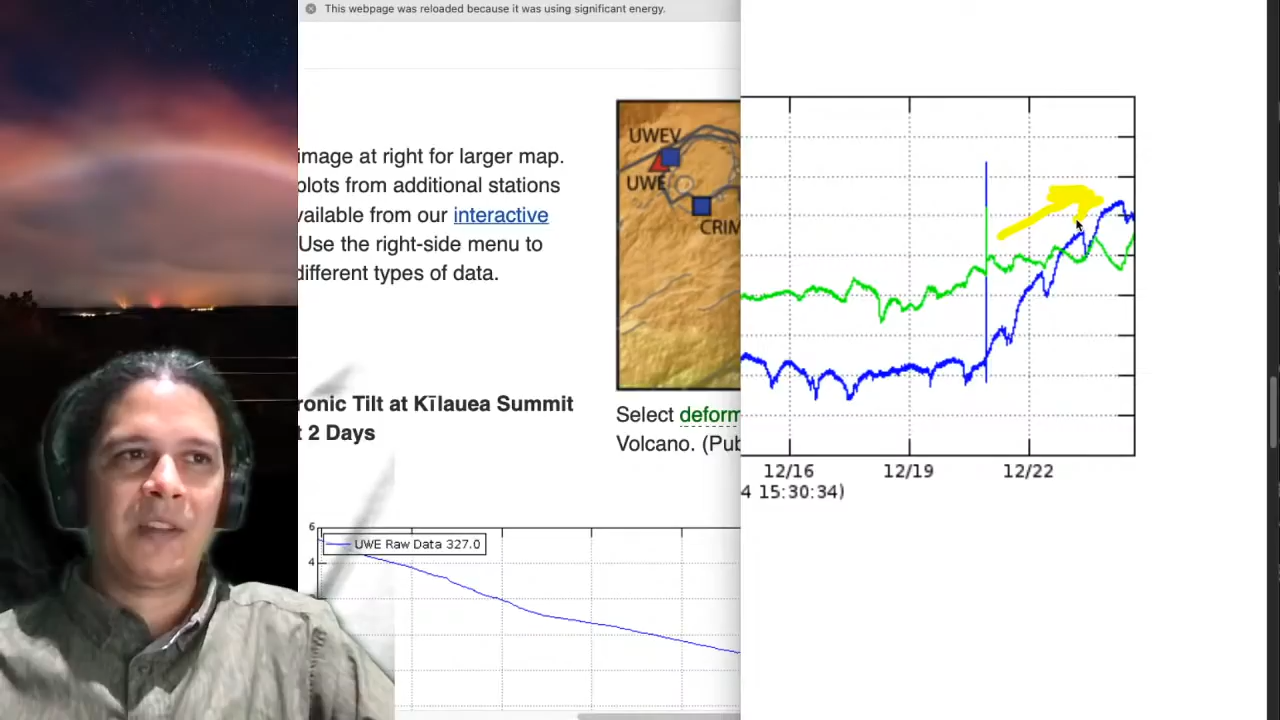 This webpage was reloaded because it was using significant energy.
image at right for larger map.
plots from additional stations
vailable from our interactive
Use the right-side menu to
different types of data.
UWEV
UWE
CRIM
ronic Tilt at Kīlauea Summit
t 2 Days
Select deform
Volcano. (Pub
6
4
UWE Raw Data 327.0
12/16
12/19
12/22
4 15:30:34)